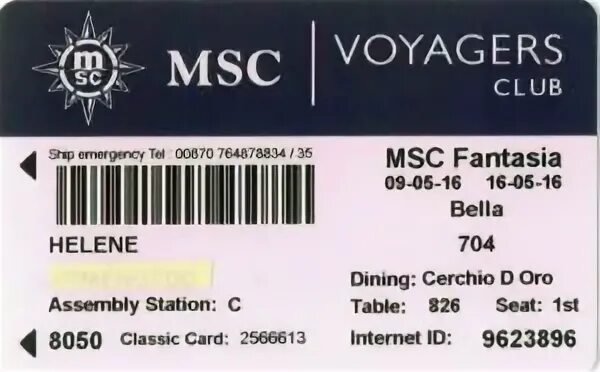 msc MSC VOYAGERS
CLUB
Ship emergency Tel : 00870 764878834 / 35
MSC Fantasia
09-05-16 16-05-16
Bella
HELENE 704
Dining: Cerchio D Oro
Assembly Station: C Table: 826 Seat: 1st
8050 Classic Card: 2566613 Internet ID: 9623896